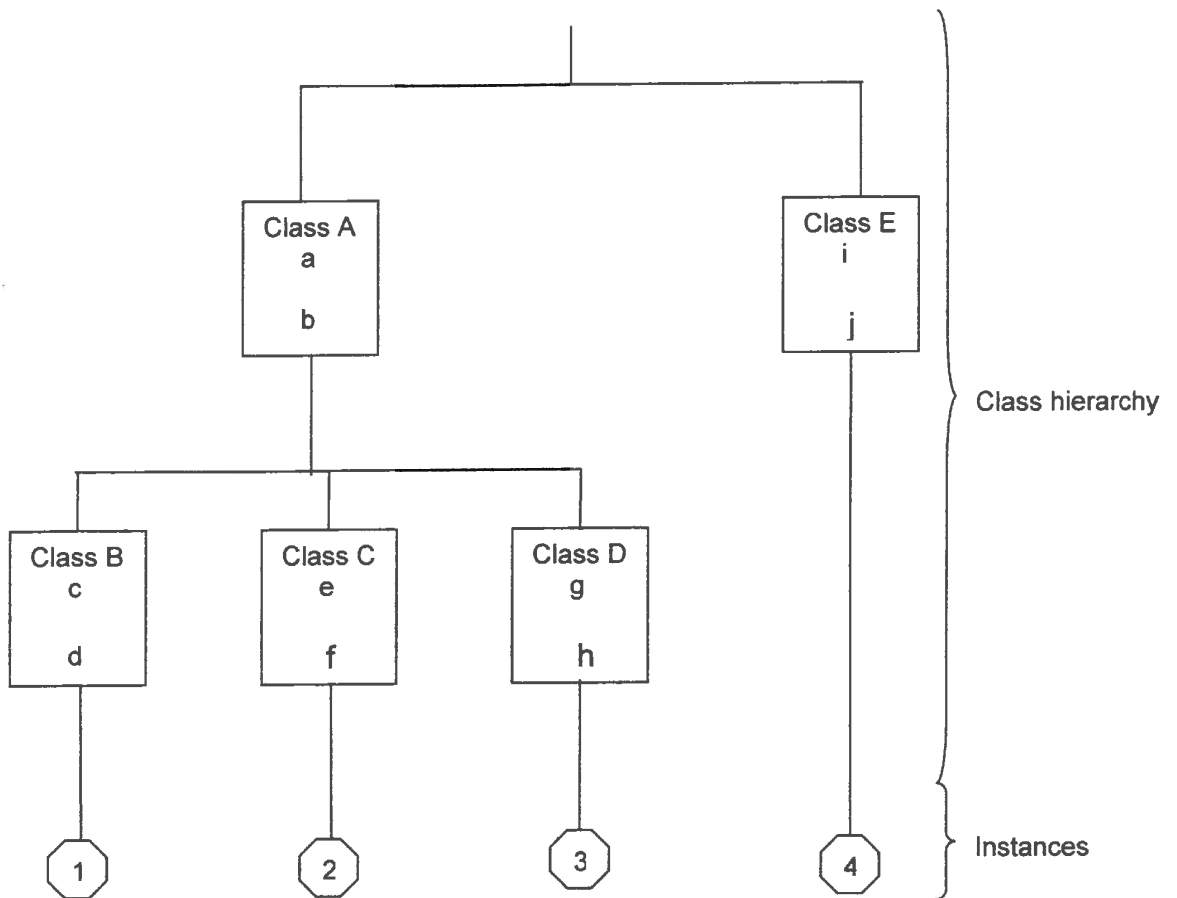 Class A
a
b
Class E
i
j
Class hierarchy
Class B
c
d
Class C
e
f
Class D
g
h
1
2
3
4
Instances